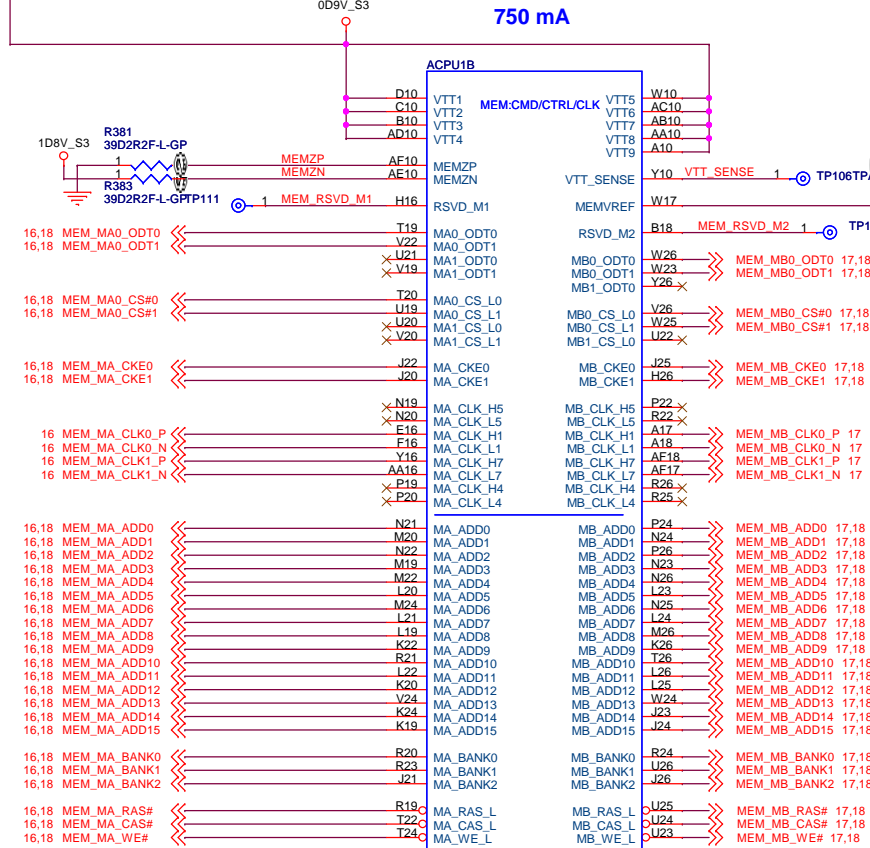 0D9V_S3
750 mA
ACPU1B
MEM:CMD/CTRL/CLK
D10 VTT1 VTT5 W10
C10 VTT2 VTT6 AC10
B10 VTT3 VTT7 AB10
AD10 VTT4 VTT8 AA10
VTT9 A10
R381
39D2R2F-L-GP
1D8V_S3
1 MEMZP AF10 MEMZP
1 MEMZN AE10 MEMZN VTT_SENSE Y10 VTT_SENSE 1 TP106TPA
R383
39D2R2F-L-GP TP111
1 MEM_RSVD_M1 H16 RSVD_M1 MEMVREF W17
16,18 MEM_MA0_ODT0 T19 MA0_ODT0 RSVD_M2 B18 MEM_RSVD_M2 1 TP1
16,18 MEM_MA0_ODT1 V22 MA0_ODT1
U21 MA1_ODT0 MB0_ODT0 W26 MEM_MB0_ODT0 17,18
V19 MA1_ODT1 MB0_ODT1 W23 MEM_MB0_ODT1 17,18
MB1_ODT0 Y26
16,18 MEM_MA0_CS#0 T20 MA0_CS_L0
16,18 MEM_MA0_CS#1 U19 MA0_CS_L1 MB0_CS_L0 V26 MEM_MB0_CS#0 17,18
U20 MA1_CS_L0 MB0_CS_L1 W25 MEM_MB0_CS#1 17,18
V20 MA1_CS_L1 MB1_CS_L0 U22
16,18 MEM_MA_CKE0 J22 MA_CKE0 MB_CKE0 J25 MEM_MB_CKE0 17,18
16,18 MEM_MA_CKE1 J20 MA_CKE1 MB_CKE1 H26 MEM_MB_CKE1 17,18
N19 MA_CLK_H5 MB_CLK_H5 P22
N20 MA_CLK_L5 MB_CLK_L5 R22
16 MEM_MA_CLK0_P E16 MA_CLK_H1 MB_CLK_H1 A17 MEM_MB_CLK0_P 17
16 MEM_MA_CLK0_N F16 MA_CLK_L1 MB_CLK_L1 A18 MEM_MB_CLK0_N 17
16 MEM_MA_CLK1_P Y16 MA_CLK_H7 MB_CLK_H7 AF18 MEM_MB_CLK1_P 17
16 MEM_MA_CLK1_N AA16 MA_CLK_L7 MB_CLK_L7 AF17 MEM_MB_CLK1_N 17
P19 MA_CLK_H4 MB_CLK_H4 R26
P20 MA_CLK_L4 MB_CLK_L4 R25
16,18 MEM_MA_ADD0 N21 MA_ADD0 MB_ADD0 P24 MEM_MB_ADD0 17,18
16,18 MEM_MA_ADD1 M20 MA_ADD1 MB_ADD1 N24 MEM_MB_ADD1 17,18
16,18 MEM_MA_ADD2 N22 MA_ADD2 MB_ADD2 P26 MEM_MB_ADD2 17,18
16,18 MEM_MA_ADD3 M19 MA_ADD3 MB_ADD3 N23 MEM_MB_ADD3 17,18
16,18 MEM_MA_ADD4 M22 MA_ADD4 MB_ADD4 N26 MEM_MB_ADD4 17,18
16,18 MEM_MA_ADD5 L20 MA_ADD5 MB_ADD5 L23 MEM_MB_ADD5 17,18
16,18 MEM_MA_ADD6 M24 MA_ADD6 MB_ADD6 N25 MEM_MB_ADD6 17,18
16,18 MEM_MA_ADD7 L21 MA_ADD7 MB_ADD7 L24 MEM_MB_ADD7 17,18
16,18 MEM_MA_ADD8 L19 MA_ADD8 MB_ADD8 M26 MEM_MB_ADD8 17,18
16,18 MEM_MA_ADD9 K22 MA_ADD9 MB_ADD9 K26 MEM_MB_ADD9 17,18
16,18 MEM_MA_ADD10 R21 MA_ADD10 MB_ADD10 T26 MEM_MB_ADD10 17,18
16,18 MEM_MA_ADD11 L22 MA_ADD11 MB_ADD11 L26 MEM_MB_ADD11 17,18
16,18 MEM_MA_ADD12 K20 MA_ADD12 MB_ADD12 L25 MEM_MB_ADD12 17,18
16,18 MEM_MA_ADD13 V24 MA_ADD13 MB_ADD13 W24 MEM_MB_ADD13 17,18
16,18 MEM_MA_ADD14 K24 MA_ADD14 MB_ADD14 J23 MEM_MB_ADD14 17,18
16,18 MEM_MA_ADD15 K19 MA_ADD15 MB_ADD15 J24 MEM_MB_ADD15 17,18
16,18 MEM_MA_BANK0 R20 MA_BANK0 MB_BANK0 R24 MEM_MB_BANK0 17,18
16,18 MEM_MA_BANK1 R23 MA_BANK1 MB_BANK1 U26 MEM_MB_BANK1 17,18
16,18 MEM_MA_BANK2 J21 MA_BANK2 MB_BANK2 J26 MEM_MB_BANK2 17,18
16,18 MEM_MA_RAS# R19 MA_RAS_L MB_RAS_L U25 MEM_MB_RAS# 17,18
16,18 MEM_MA_CAS# T22 MA_CAS_L MB_CAS_L U24 MEM_MB_CAS# 17,18
16,18 MEM_MA_WE# T24 MA_WE_L MB_WE_L U23 MEM_MB_WE# 17,18